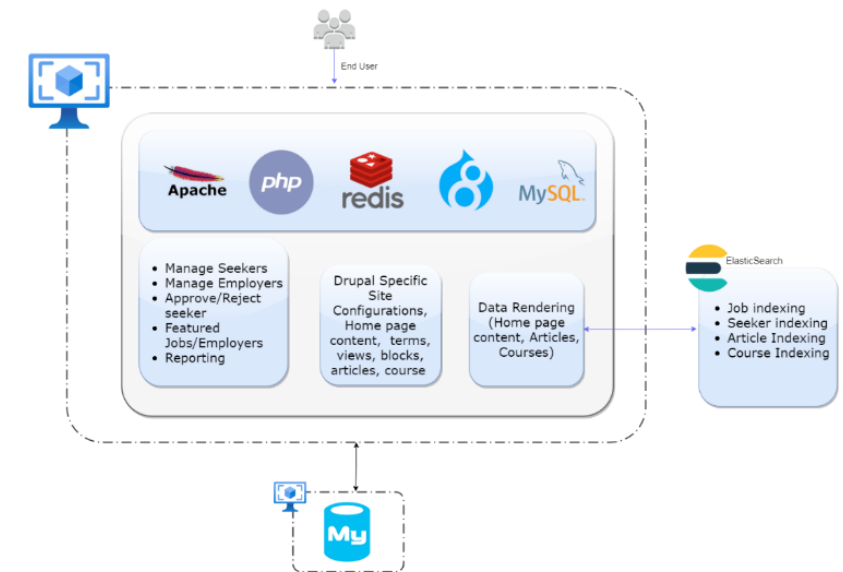 End User
Apache
php
redis
MySQL.
Manage Seekers
Manage Employers
Approve/Reject
seeker
Featured
Jobs/Employers
Reporting
Drupal Specific
Site
Configurations,
Home page
content, terms,
views, blocks,
articles, course
Data Rendering
(Home page
content, Articles,
Courses)
ElasticSearch
Job indexing
Seeker indexing
Article Indexing
Course Indexing
My